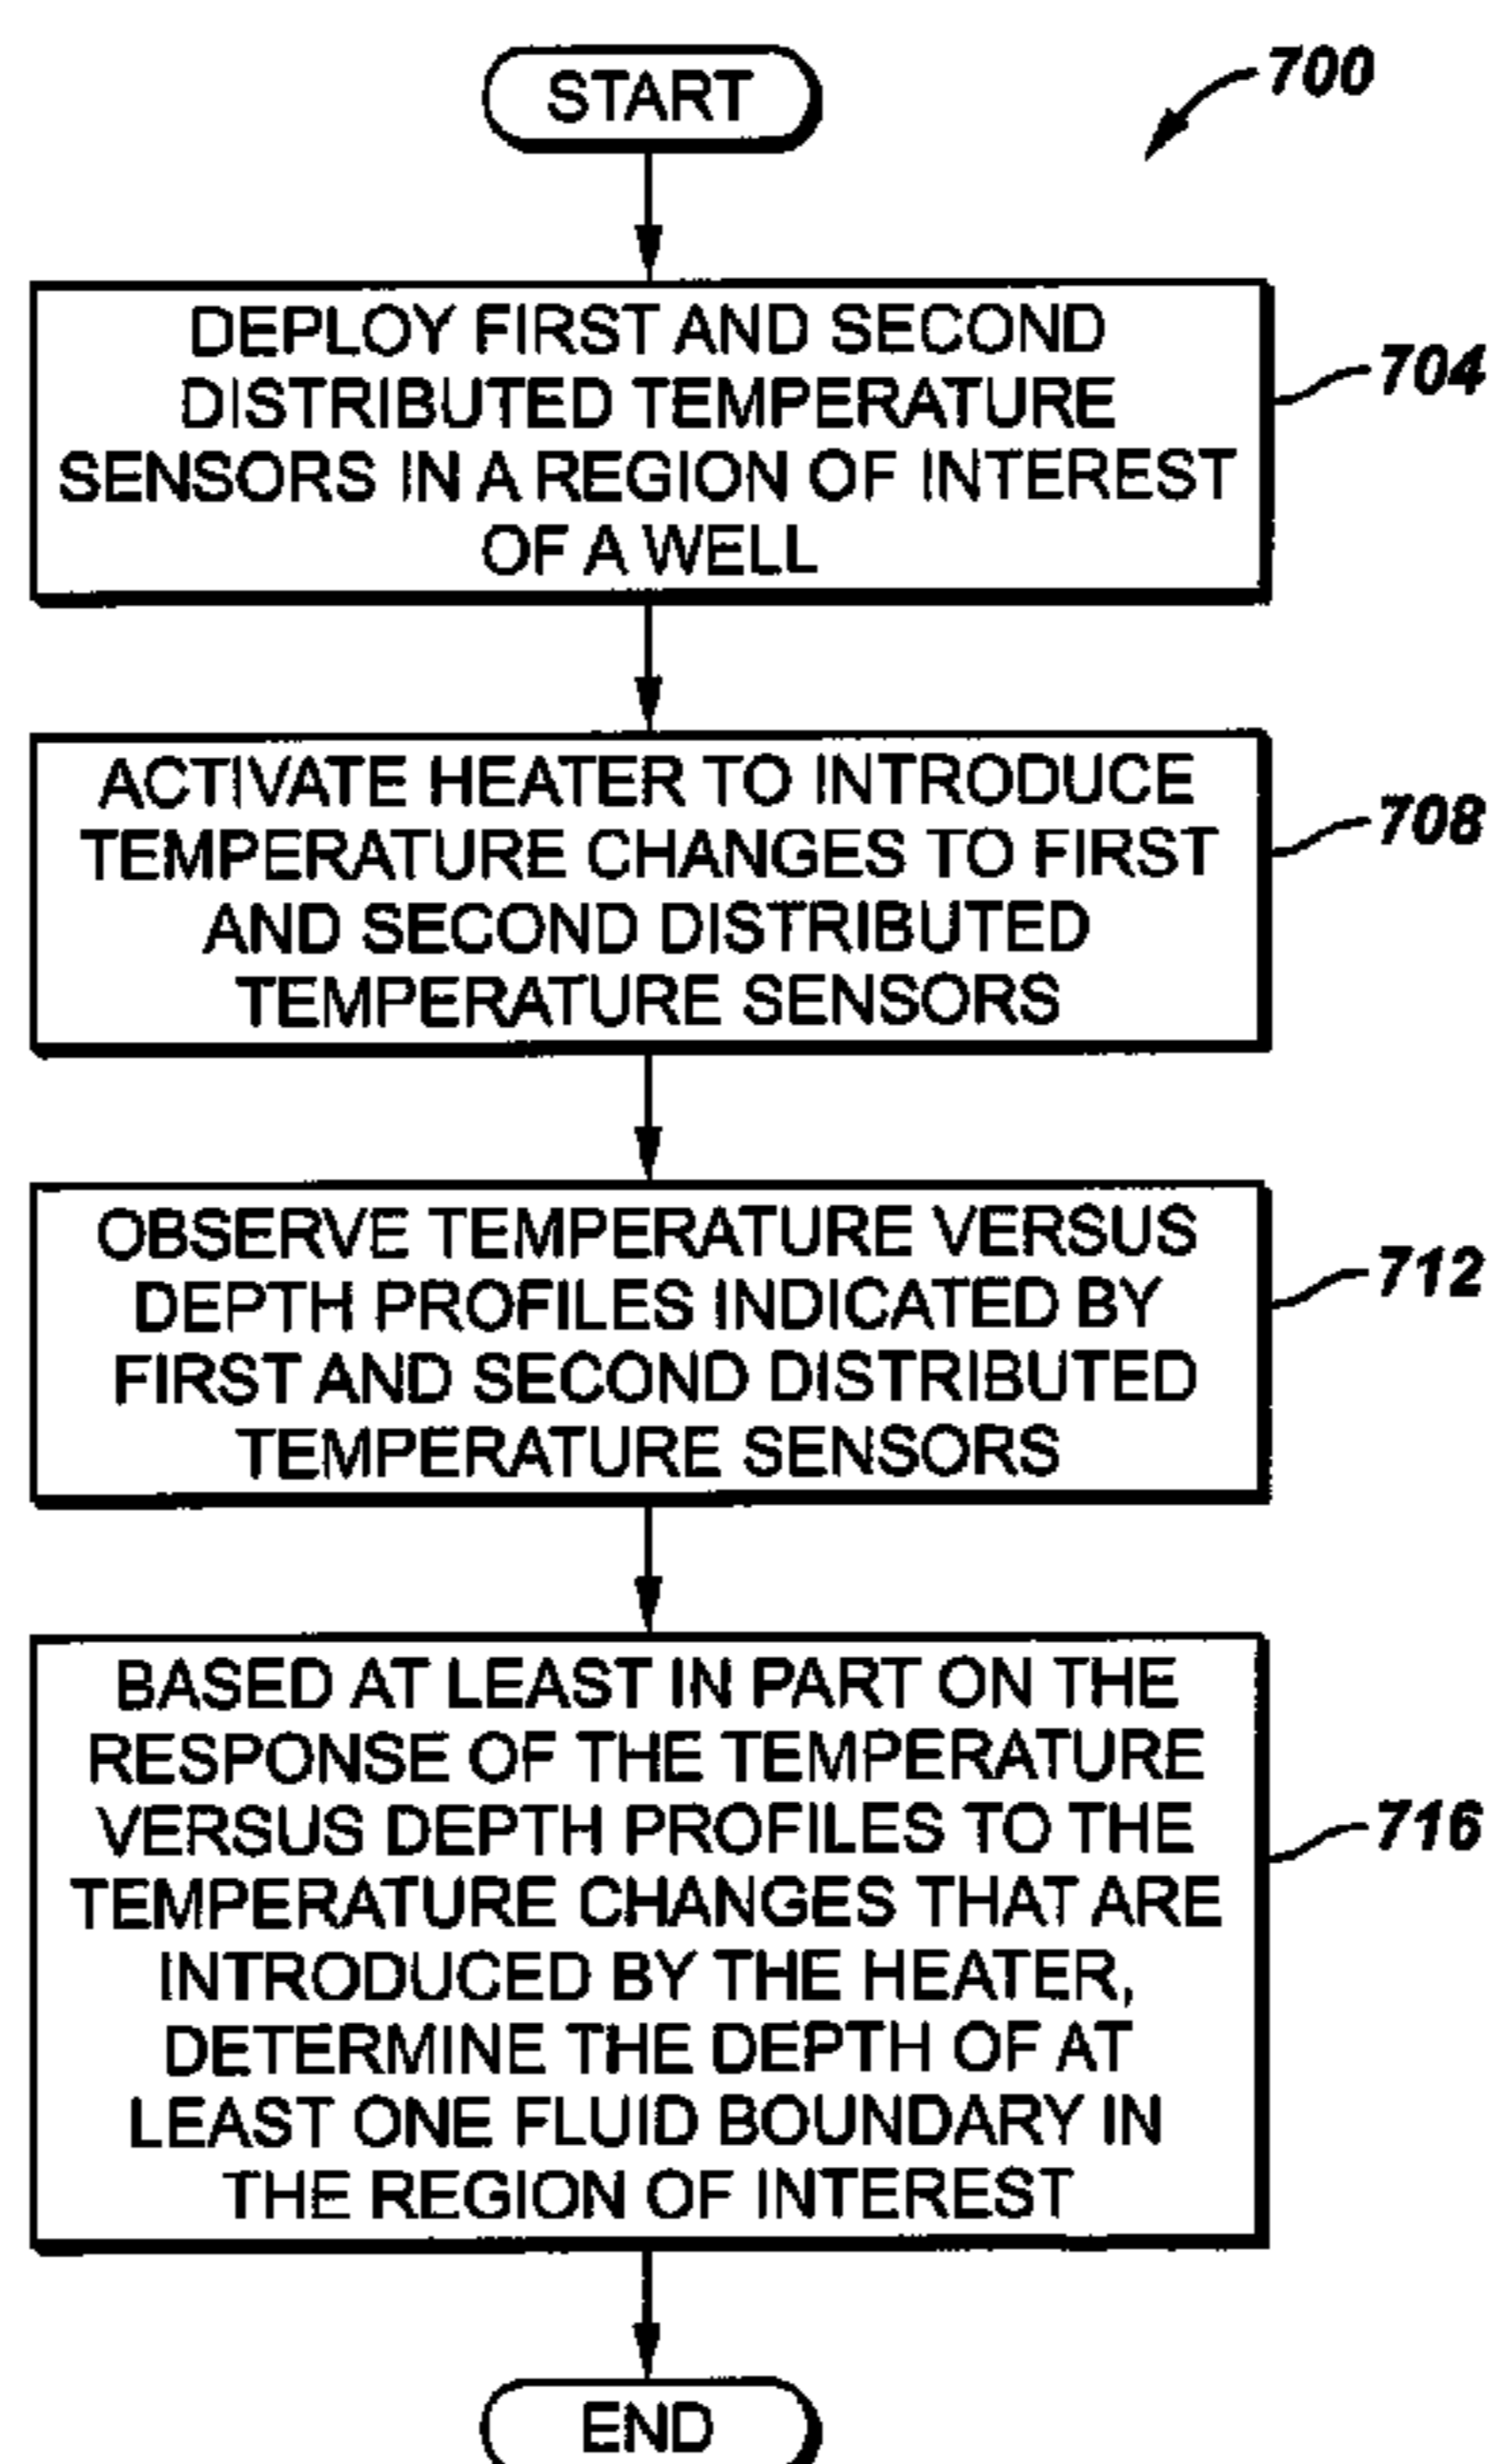 START
700
DEPLOY FIRST AND SECOND
DISTRIBUTED TEMPERATURE
SENSORS IN A REGION OF INTEREST
OF A WELL
704
ACTIVATE HEATER TO INTRODUCE
TEMPERATURE CHANGES TO FIRST
AND SECOND DISTRIBUTED
TEMPERATURE SENSORS
708
OBSERVE TEMPERATURE VERSUS
DEPTH PROFILES INDICATED BY
FIRST AND SECOND DISTRIBUTED
TEMPERATURE SENSORS
712
BASED AT LEAST IN PART ON THE
RESPONSE OF THE TEMPERATURE
VERSUS DEPTH PROFILES TO THE
TEMPERATURE CHANGES THAT ARE
INTRODUCED BY THE HEATER,
DETERMINE THE DEPTH OF AT
LEAST ONE FLUID BOUNDARY IN
THE REGION OF INTEREST
716
END